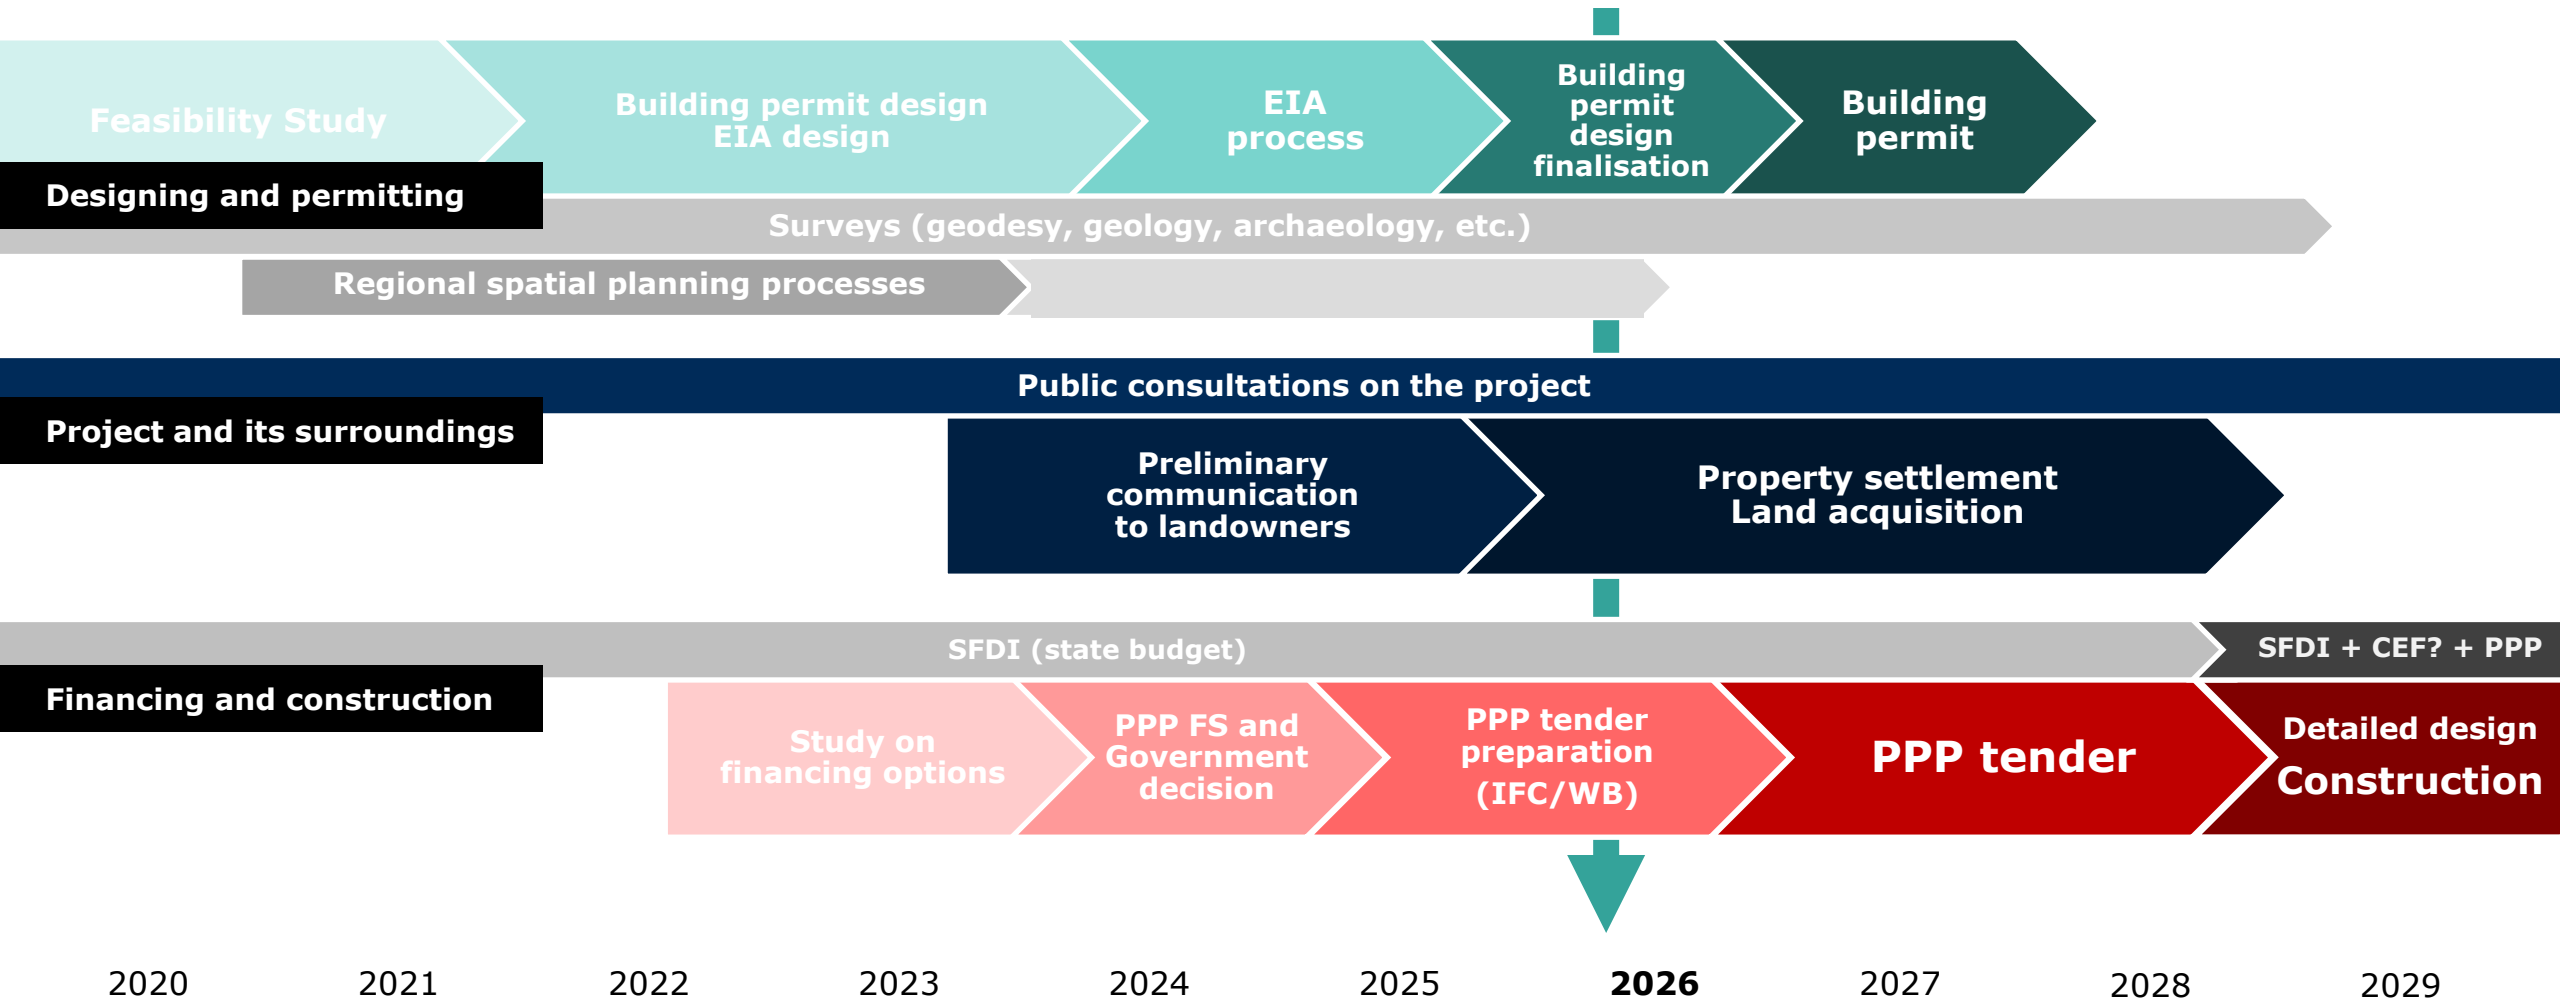 Feasibility Study
Building permit design
EIA design
EIA
process
Building
permit
design
finalisation
Building
permit
Designing and permitting
Surveys (geodesy, geology, archaeology, etc.)
Regional spatial planning processes
Public consultations on the project
Project and its surroundings
Preliminary
communication
to landowners
Property settlement
Land acquisition
SFDI (state budget)
SFDI + CEF? + PPP
Financing and construction
Study on
financing options
PPP FS and
Government
decision
PPP tender
preparation
(IFC/WB)
PPP tender
Detailed design
Construction
2020 2021 2022 2023 2024 2025 2026 2027 2028 2029